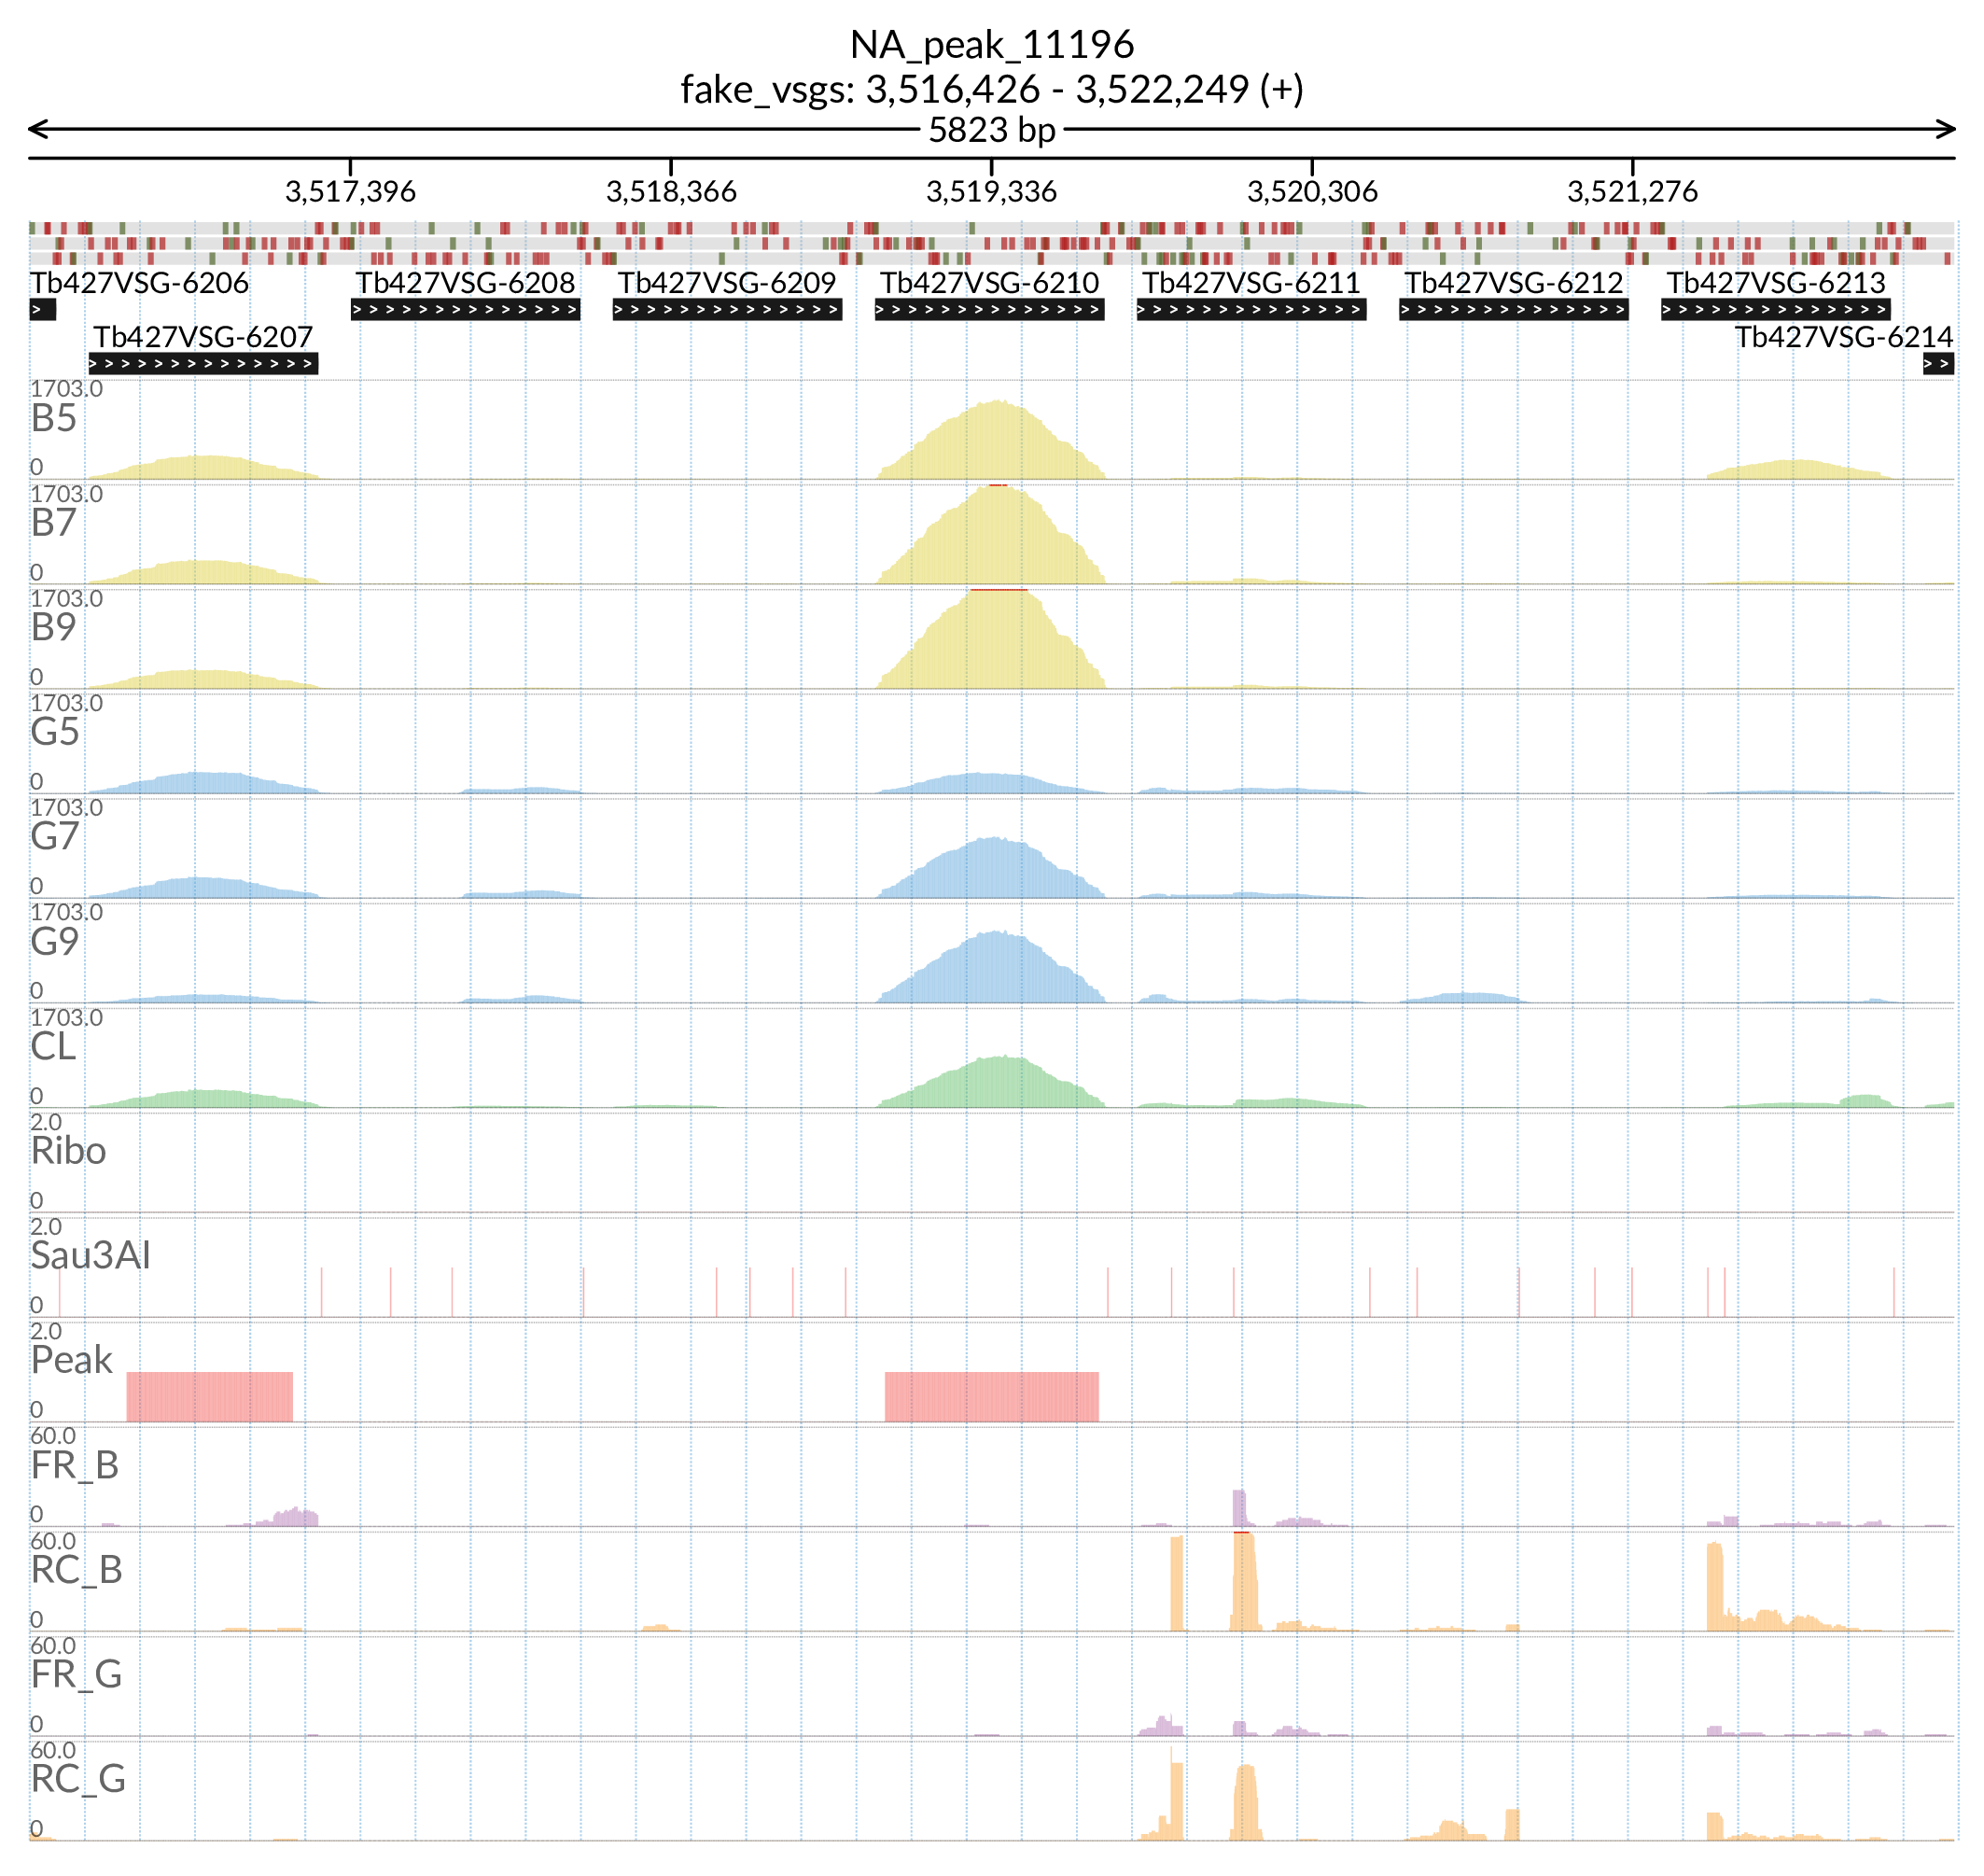 NA_peak_11196
fake_vsgs: 3,516,426 - 3,522,249 (+)
5823 bp
3,517,396 3,518,366 3,519,336 3,520,306 3,521,276
Tb427VSG-6206 Tb427VSG-6208 Tb427VSG-6209 Tb427VSG-6210 Tb427VSG-6211 Tb427VSG-6212 Tb427VSG-6213
Tb427VSG-6207 Tb427VSG-6214
1703.0
B5
0
1703.0
B7
0
1703.0
B9
0
1703.0
G5
0
1703.0
G7
0
1703.0
G9
0
1703.0
CL
0
2.0
Ribo
0
2.0
Sau3AI
0
2.0
Peak
0
60.0
FR_B
0
60.0
RC_B
0
60.0
FR_G
0
60.0
RC_G
0